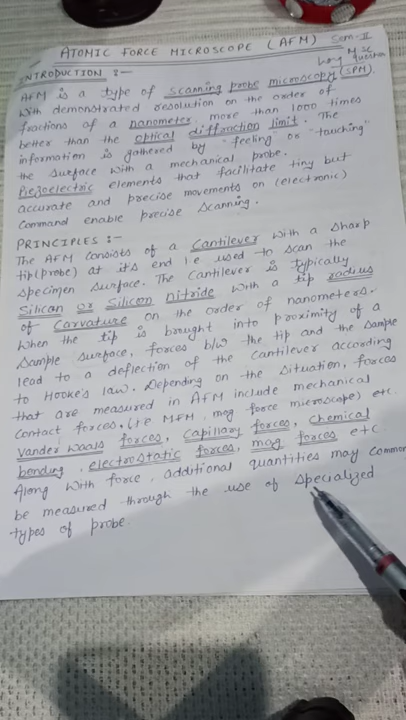 ATOMIC FORCE MICROSCOPE (AFM) Sem-II
M.Sc
Long question
INTRODUCTION :-
AFM is a type of scanning probe microscopy (SPM).
With demonstrated resolution on the order of
fractions of a nanometer, more than 1000 times
better than the optical diffraction limit. The
information is gathered by "feeling" or "touching"
the surface with a mechanical probe.
Piezoelectric elements that facilitate tiny but
accurate and precise movements on (electronic)
Command enable precise scanning.
PRINCIPLES :-
The AFM consists of a Cantilever with a sharp
tip (probe) at it's end i.e used to scan the
specimen surface. The Cantilever is typically
Silicon or Silicon nitride with a tip radius
of Carvature on the order of nanometers.
When the tip is brought into proximity of a
Sample surface, forces b/w the tip and the sample
lead to a deflection of the Cantilever according
to Hooke's law. Depending on the situation, forces
that are measured in AFM include mechanical
Contact forces, (i.e MFM, mag force microscope) etc.
Vander Waals forces, Capillary forces, chemical
bonding, electrostatic forces, mag forces etc.
Along with force, additional quantities may common
be measured through the use of specialized
types of probe.